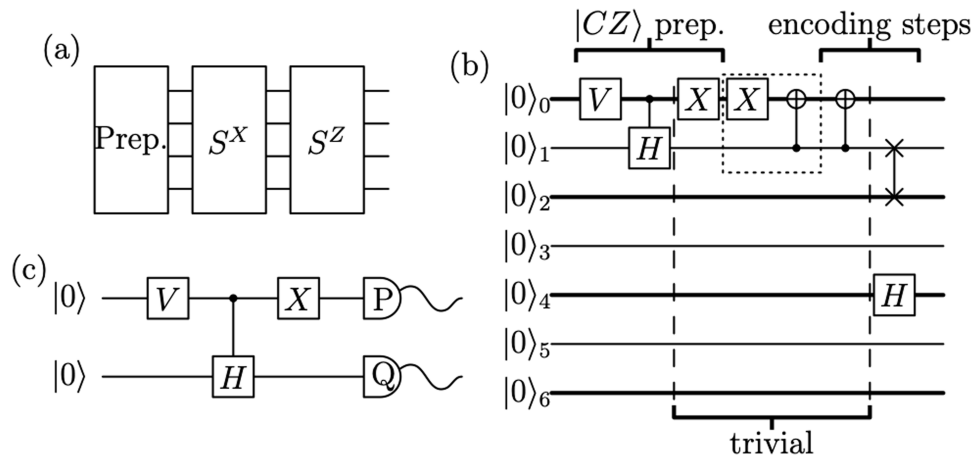 (a)
Prep. S^X S^Z
(b)
|CZ⟩ prep. encoding steps
|0⟩_0 V X X
|0⟩_1 H
|0⟩_2
|0⟩_3
|0⟩_4 H
|0⟩_5
|0⟩_6
trivial
(c)
|0⟩ V X P
|0⟩ H Q